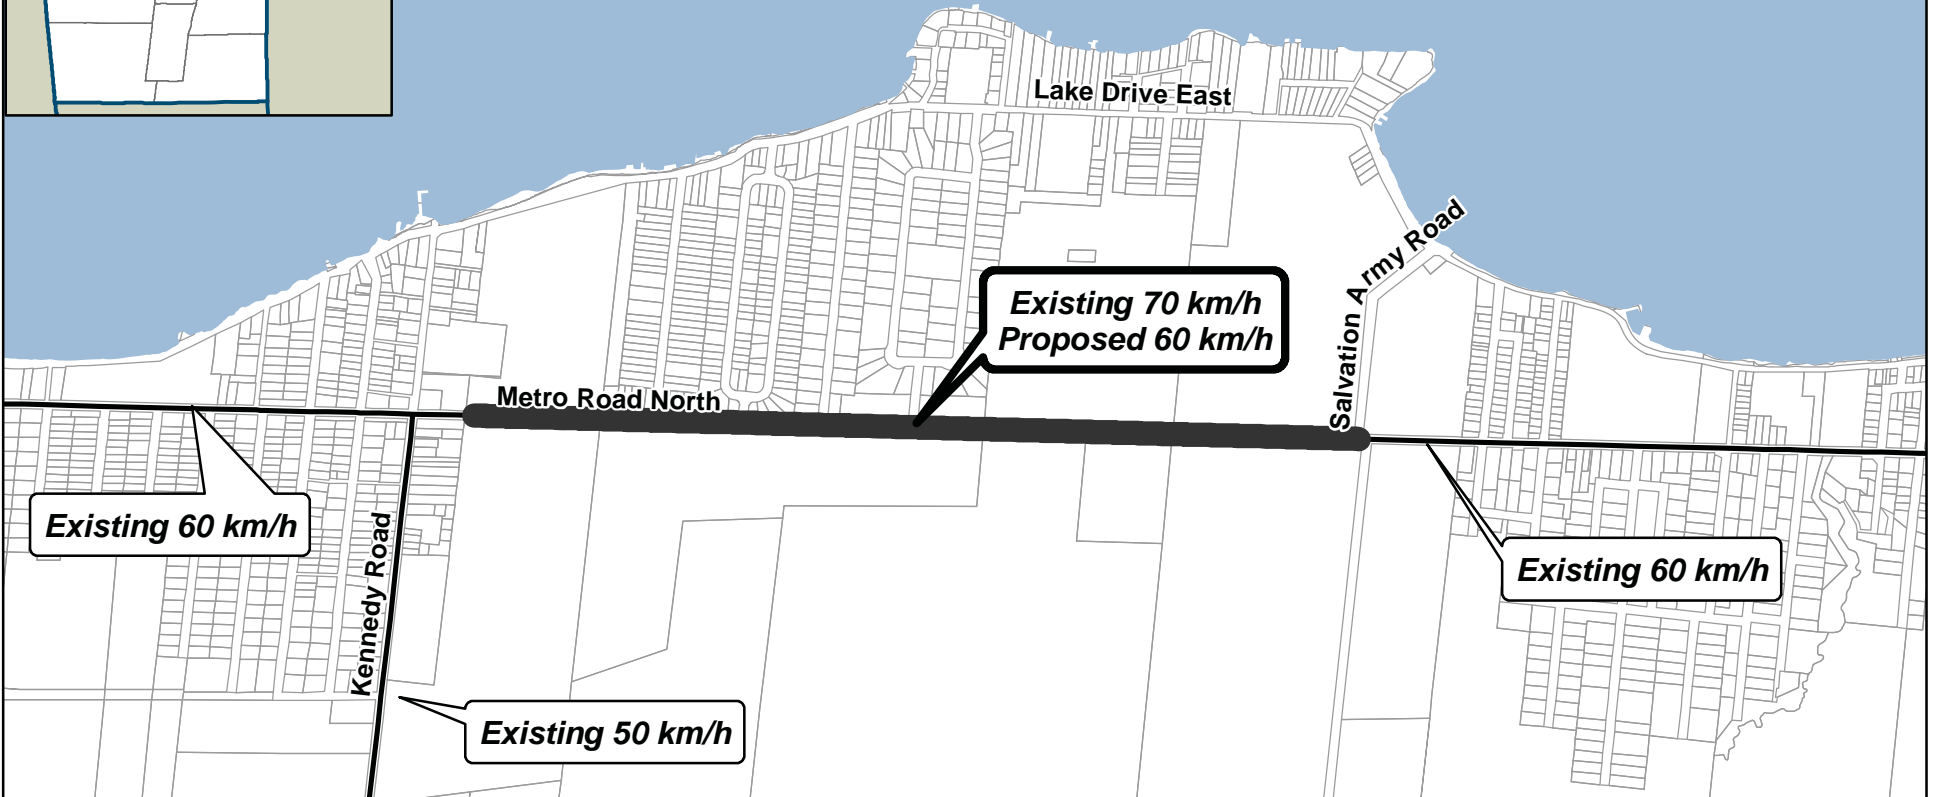 Lake Drive East
Salvation Army Road
Existing 70 km/h
Proposed 60 km/h
Metro Road North
Existing 60 km/h
Kennedy Road
Existing 60 km/h
Existing 50 km/h